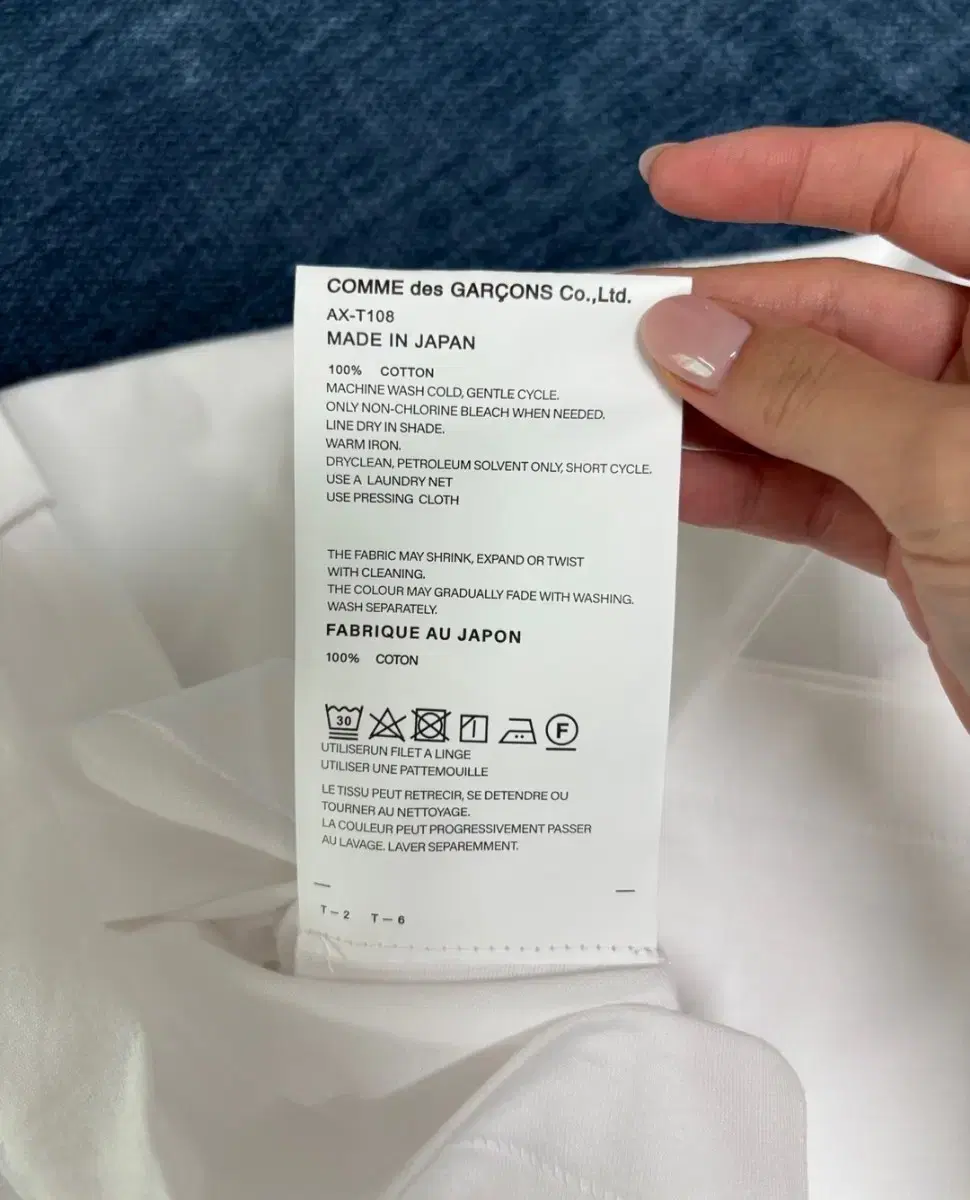 COMME des GARÇONS Co.,Ltd.
AX-T108
MADE IN JAPAN
100% COTTON
MACHINE WASH COLD, GENTLE CYCLE.
ONLY NON-CHLORINE BLEACH WHEN NEEDED.
LINE DRY IN SHADE.
WARM IRON.
DRYCLEAN, PETROLEUM SOLVENT ONLY, SHORT CYCLE.
USE A LAUNDRY NET
USE PRESSING CLOTH
THE FABRIC MAY SHRINK, EXPAND OR TWIST
WITH CLEANING.
THE COLOUR MAY GRADUALLY FADE WITH WASHING.
WASH SEPARATELY.
FABRIQUE AU JAPON
100% COTON
30 F
UTILISERUN FILET A LINGE
UTILISER UNE PATTEMOUILLE
LE TISSU PEUT RETRECIR, SE DETENDRE OU
TOURNER AU NETTOYAGE.
LA COULEUR PEUT PROGRESSIVEMENT PASSER
AU LAVAGE. LAVER SEPAREMMENT.
T-2 T-6